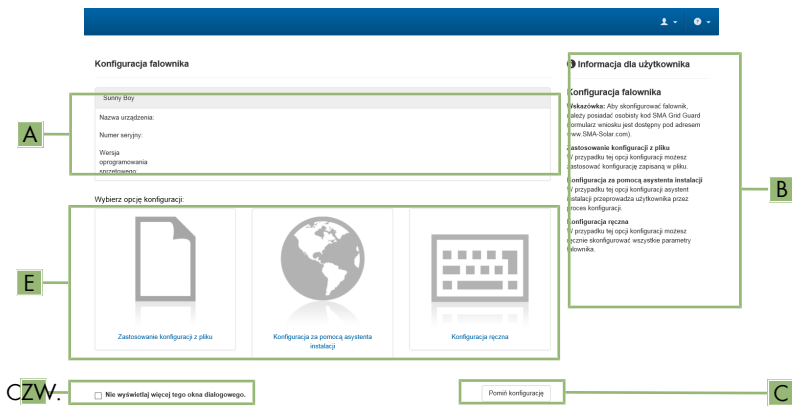 Konfiguracja falownika
Sunny Boy
Nazwa urządzenia:
Numer seryjny:
Wersja
oprogramowania
sprzętowego:
A
Informacja dla użytkownika
Konfiguracja falownika
Wskazówka: Aby skonfigurować falownik,
należy posiadać osobisty kod SMA Grid Guard
(formularz wniosku jest dostępny pod adresem
www.SMA-Solar.com).
Zastosowanie konfiguracji z pliku
W przypadku tej opcji konfiguracji możesz
zastosować konfigurację zapisaną w pliku.
Konfiguracja za pomocą asystenta instalacji
W przypadku tej opcji konfiguracji asystent
instalacji przeprowadza użytkownika przez
proces konfiguracji.
Konfiguracja ręczna
W przypadku tej opcji konfiguracji możesz
ręcznie skonfigurować wszystkie parametry
falownika.
B
Wybierz opcję konfiguracji:
E
Zastosowanie konfiguracji z pliku
Konfiguracja za pomocą asystenta
instalacji
Konfiguracja ręczna
CZW.
Nie wyświetlaj więcej tego okna dialogowego.
Pomiń konfigurację
C